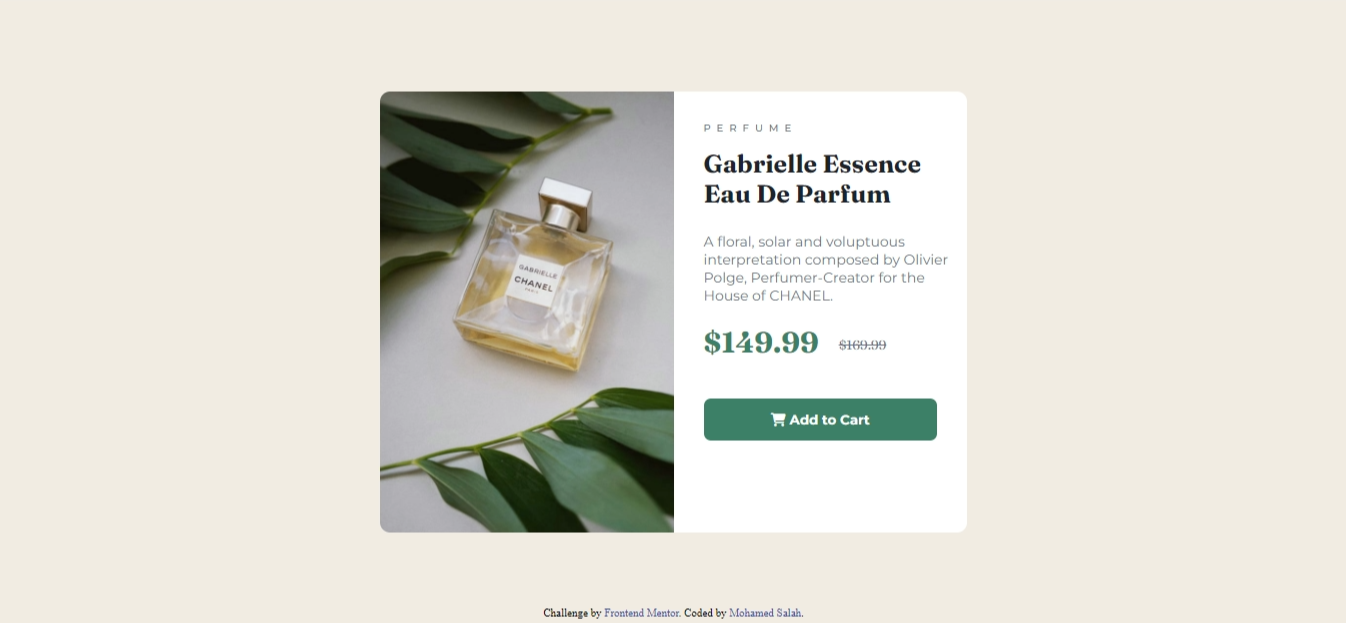 PERFUME
Gabrielle Essence
Eau De Parfum
A floral, solar and voluptuous
interpretation composed by Olivier
Polge, Perfumer-Creator for the
House of CHANEL.
$149.99 $169.99
Add to Cart
GABRIELLE
CHANEL
PARIS
Challenge by Frontend Mentor. Coded by Mohamed Salah.